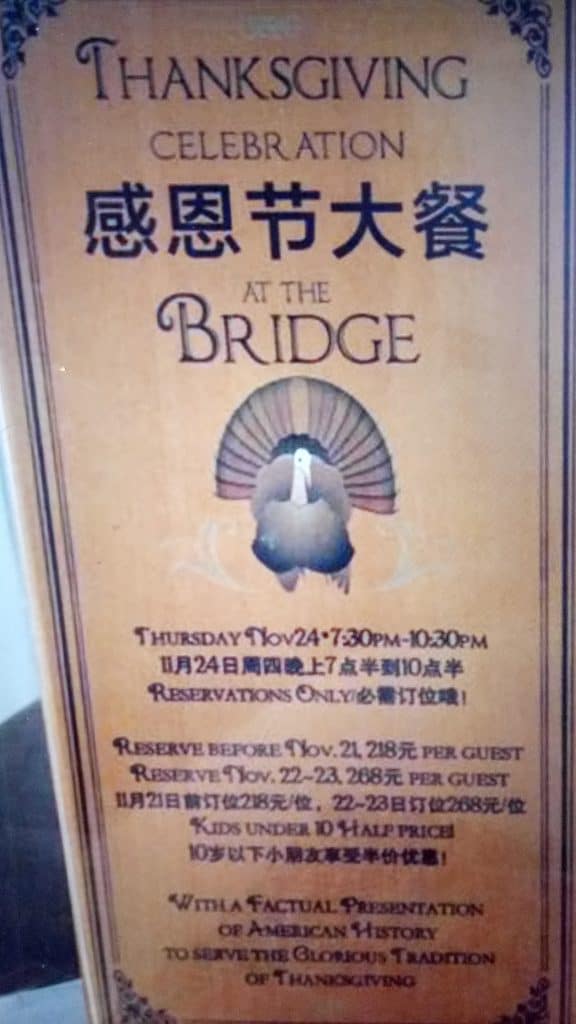 THANKSGIVING
CELEBRATION
感恩节大餐
AT THE
BRIDGE
THURSDAY NOV24•7:30PM-10:30PM
11月24日周四晚上7点半到10点半
RESERVATIONS ONLY/必需订位哦!
RESERVE BEFORE NOV. 21, 218元 PER GUEST
RESERVE NOV. 22-23, 268元 PER GUEST
11月21日前订位218元/位，22-23日订位268元/位
KIDS UNDER 10 HALF PRICE!
10岁以下小朋友享受半价优惠!
WITH A FACTUAL PRESENTATION
OF AMERICAN HISTORY
TO SERVE THE GLORIOUS TRADITION
OF THANKSGIVING